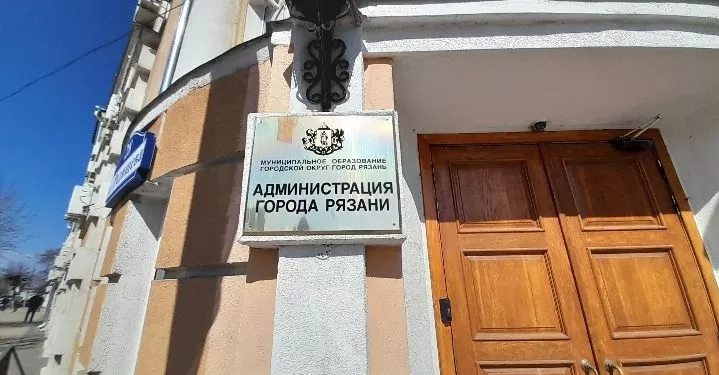 МУНИЦИПАЛЬНОЕ ОБРАЗОВАНИЕ
ГОРОДСКОЙ ОКРУГ ГОРОД РЯЗАНЬ
АДМИНИСТРАЦИЯ
ГОРОДА РЯЗАНИ